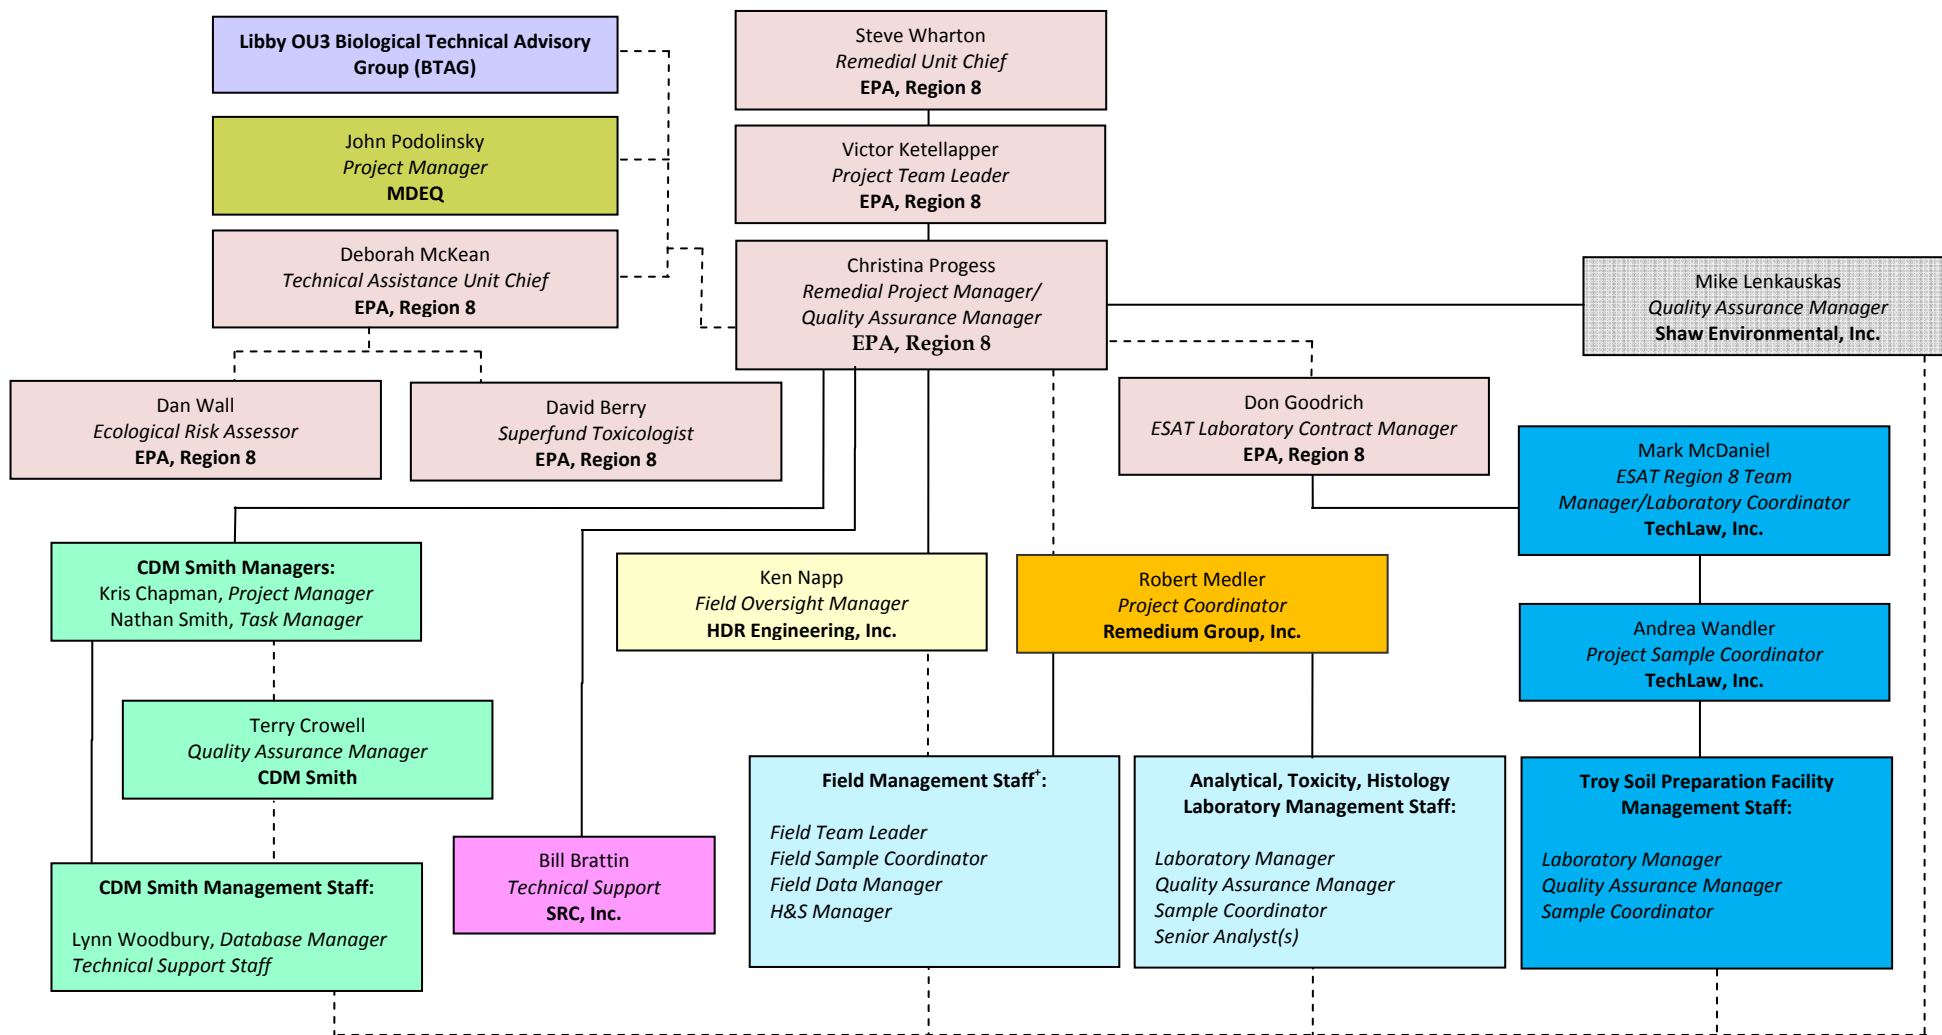 Libby OU3 Biological Technical Advisory
Group (BTAG)
Steve Wharton
Remedial Unit Chief
EPA, Region 8
John Podolinsky
Project Manager
MDEQ
Victor Ketellapper
Project Team Leader
EPA, Region 8
Deborah McKean
Technical Assistance Unit Chief
EPA, Region 8
Christina Progess
Remedial Project Manager/
Quality Assurance Manager
EPA, Region 8
Mike Lenkauskas
Quality Assurance Manager
Shaw Environmental, Inc.
Dan Wall
Ecological Risk Assessor
EPA, Region 8
David Berry
Superfund Toxicologist
EPA, Region 8
Don Goodrich
ESAT Laboratory Contract Manager
EPA, Region 8
Mark McDaniel
ESAT Region 8 Team
Manager/Laboratory Coordinator
TechLaw, Inc.
CDM Smith Managers:
Kris Chapman, Project Manager
Nathan Smith, Task Manager
Ken Napp
Field Oversight Manager
HDR Engineering, Inc.
Robert Medler
Project Coordinator
Remedium Group, Inc.
Andrea Wandler
Project Sample Coordinator
TechLaw, Inc.
Terry Crowell
Quality Assurance Manager
CDM Smith
Bill Brattin
Technical Support
SRC, Inc.
Field Management Staff⁺:
Field Team Leader
Field Sample Coordinator
Field Data Manager
H&S Manager
Analytical, Toxicity, Histology
Laboratory Management Staff:
Laboratory Manager
Quality Assurance Manager
Sample Coordinator
Senior Analyst(s)
Troy Soil Preparation Facility
Management Staff:
Laboratory Manager
Quality Assurance Manager
Sample Coordinator
CDM Smith Management Staff:
Lynn Woodbury, Database Manager
Technical Support Staff